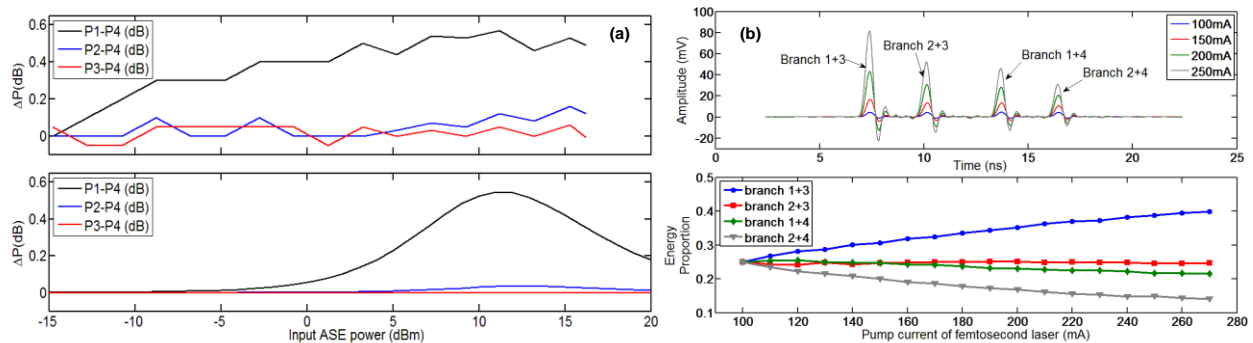 (a)
P1-P4 (dB)
P2-P4 (dB)
P3-P4 (dB)
ΔP(dB)
0.6
0.4
0.2
0
P1-P4 (dB)
P2-P4 (dB)
P3-P4 (dB)
ΔP(dB)
0.6
0.4
0.2
0
-15 -10 -5 0 5 10 15 20
Input ASE power (dBm)
(b)
100mA
150mA
200mA
250mA
Branch 1+3
Branch 2+3
Branch 1+4
Branch 2+4
Amplitude (mV)
100
80
60
40
20
0
-20
0 5 10 15 20 25
Time (ns)
branch 1+3
branch 2+3
branch 1+4
branch 2+4
Energy
Proportion
0.5
0.4
0.3
0.2
0.1
100 120 140 160 180 200 220 240 260 280
Pump current of femtosecond laser (mA)